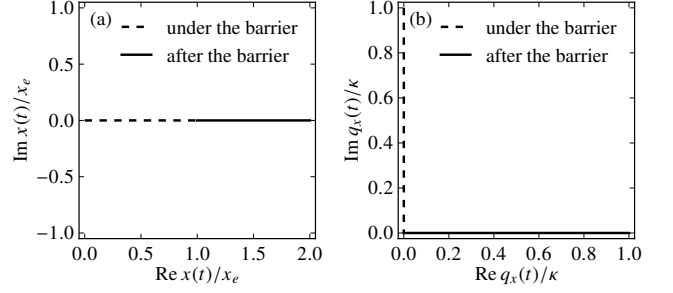 (a)
under the barrier
after the barrier
1.0
0.5
0.0
−0.5
−1.0
Im x(t)/x_e
0.0 0.5 1.0 1.5 2.0
Re x(t)/x_e
(b)
under the barrier
after the barrier
1.0
0.8
0.6
0.4
0.2
0.0
Im q_x(t)/κ
0.0 0.2 0.4 0.6 0.8 1.0
Re q_x(t)/κ